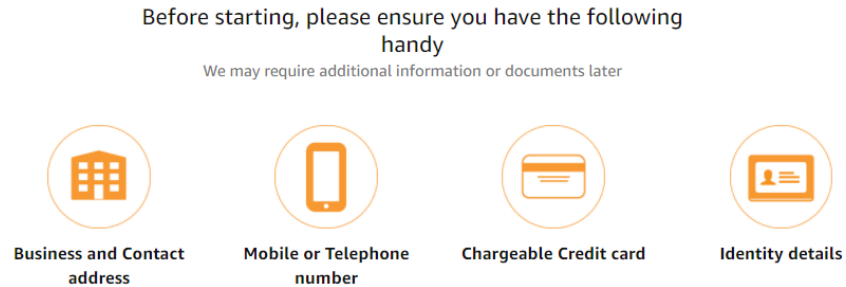 Before starting, please ensure you have the following
handy
We may require additional information or documents later
Business and Contact
address
Mobile or Telephone
number
Chargeable Credit card
Identity details